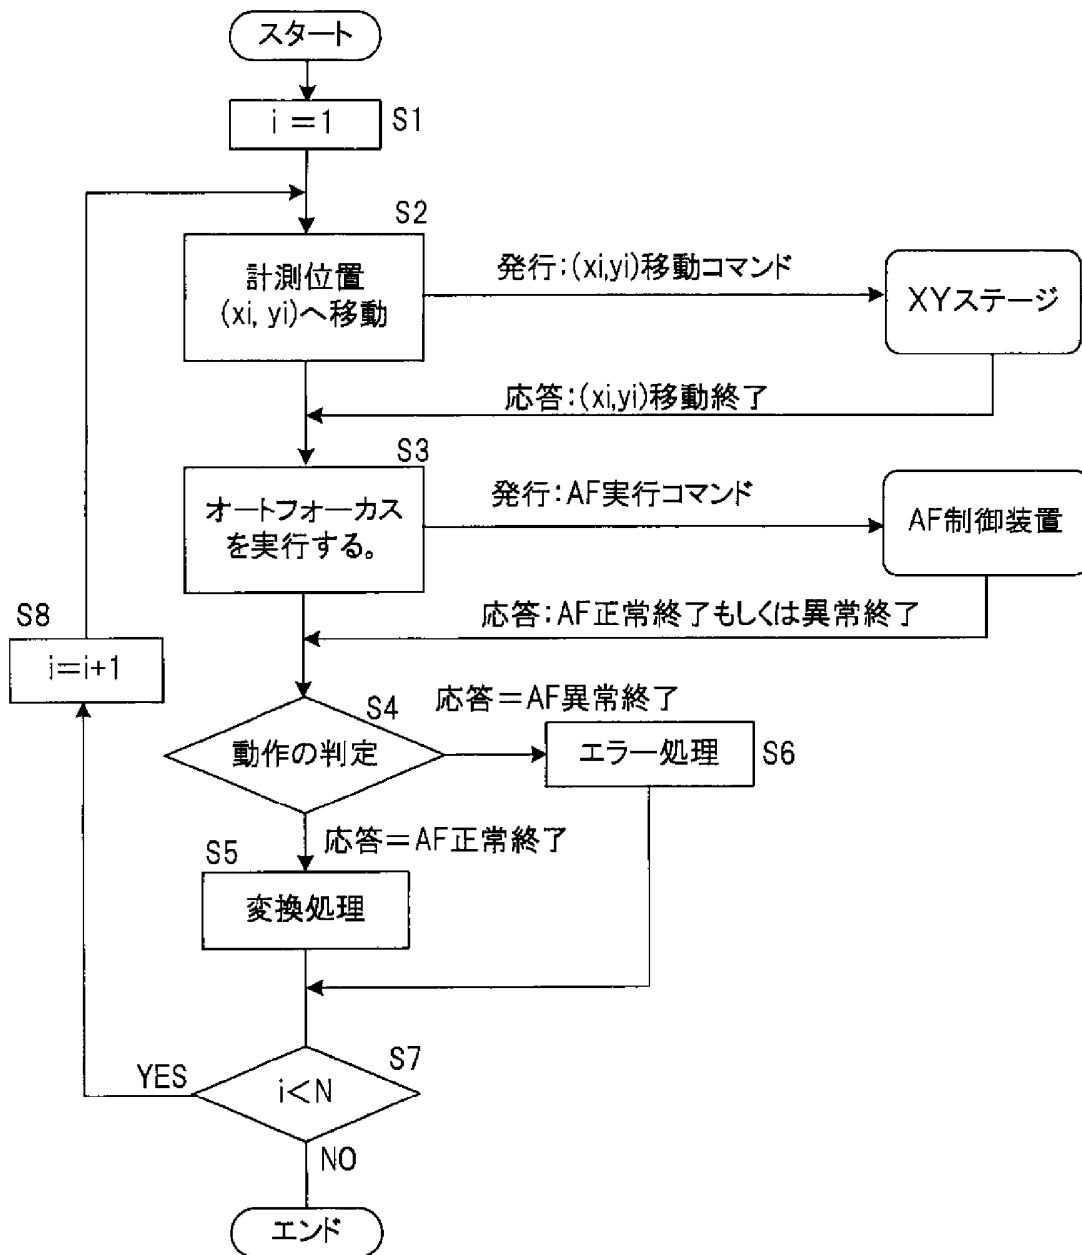 スタート
i＝1
S1
S2
計測位置
(xi, yi)へ移動
発行：(xi,yi)移動コマンド
XYステージ
応答：(xi,yi)移動終了
S3
オートフォーカス
を実行する。
発行：AF実行コマンド
AF制御装置
応答：AF正常終了もしくは異常終了
S8
i＝i+1
S4
動作の判定
応答＝AF異常終了
エラー処理
S6
応答＝AF正常終了
S5
変換処理
S7
i＜N
YES
NO
エンド